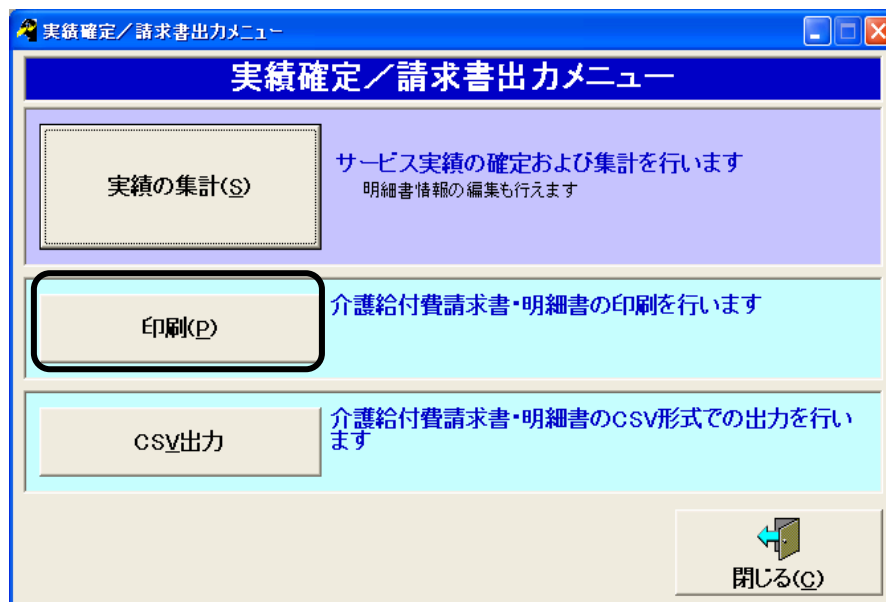 実績確定／請求書出力メニュー
実績確定／請求書出力メニュー
実績の集計(S)
サービス実績の確定および集計を行います
明細書情報の編集も行えます
印刷(P)
介護給付費請求書・明細書の印刷を行います
CSV出力
介護給付費請求書・明細書のCSV形式での出力を行い
ます
閉じる(C)